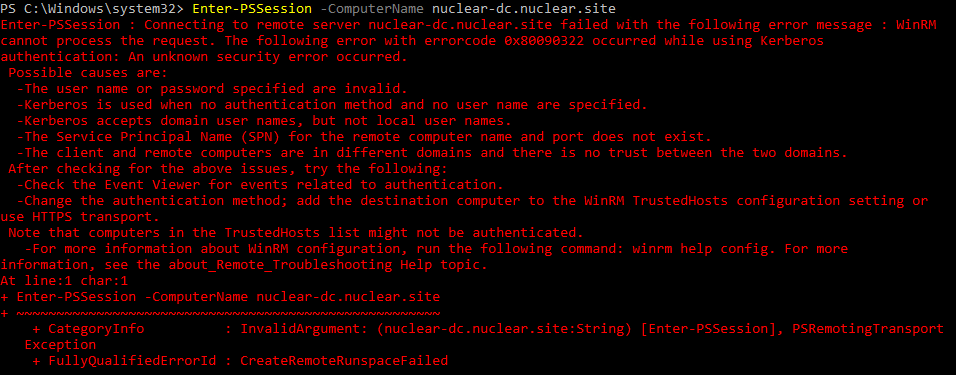 PS C:\Windows\system32> Enter-PSSession -ComputerName nuclear-dc.nuclear.site
Enter-PSSession : Connecting to remote server nuclear-dc.nuclear.site failed with the following error message : WinRM
cannot process the request. The following error with errorcode 0x80090322 occurred while using Kerberos
authentication: An unknown security error occurred.
 Possible causes are:
  -The user name or password specified are invalid.
  -Kerberos is used when no authentication method and no user name are specified.
  -Kerberos accepts domain user names, but not local user names.
  -The Service Principal Name (SPN) for the remote computer name and port does not exist.
  -The client and remote computers are in different domains and there is no trust between the two domains.
 After checking for the above issues, try the following:
  -Check the Event Viewer for events related to authentication.
  -Change the authentication method; add the destination computer to the WinRM TrustedHosts configuration setting or
use HTTPS transport.
 Note that computers in the TrustedHosts list might not be authenticated.
   -For more information about WinRM configuration, run the following command: winrm help config. For more
information, see the about_Remote_Troubleshooting Help topic.
At line:1 char:1
+ Enter-PSSession -ComputerName nuclear-dc.nuclear.site
+ ~~~~~~~~~~~~~~~~~~~~~~~~~~~~~~~~~~~~~~~~~~~~~~~~~~~~~
    + CategoryInfo          : InvalidArgument: (nuclear-dc.nuclear.site:String) [Enter-PSSession], PSRemotingTransport
   Exception
    + FullyQualifiedErrorId : CreateRemoteRunspaceFailed